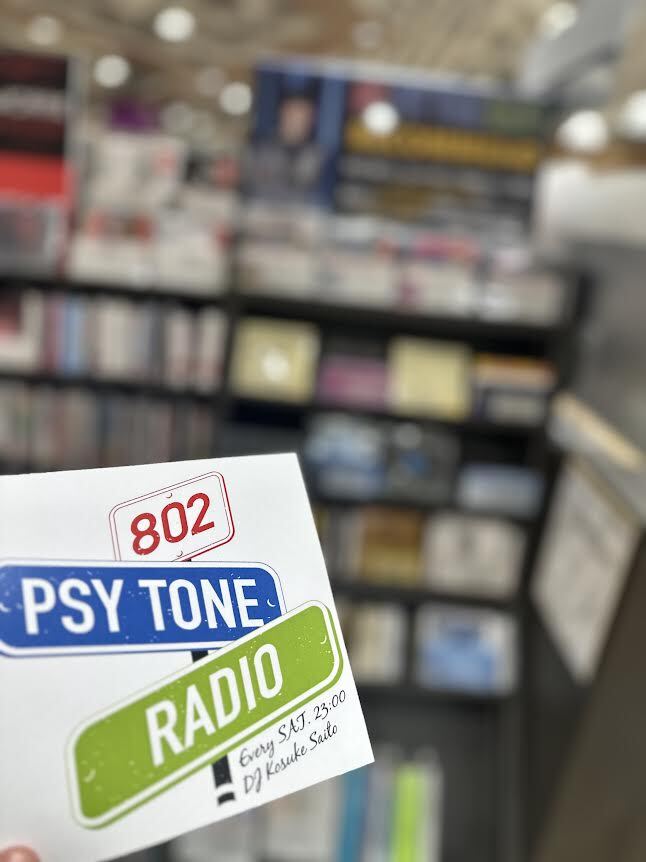 802
PSY TONE
RADIO
Every SAT. 23:00
DJ Kosuke Saito